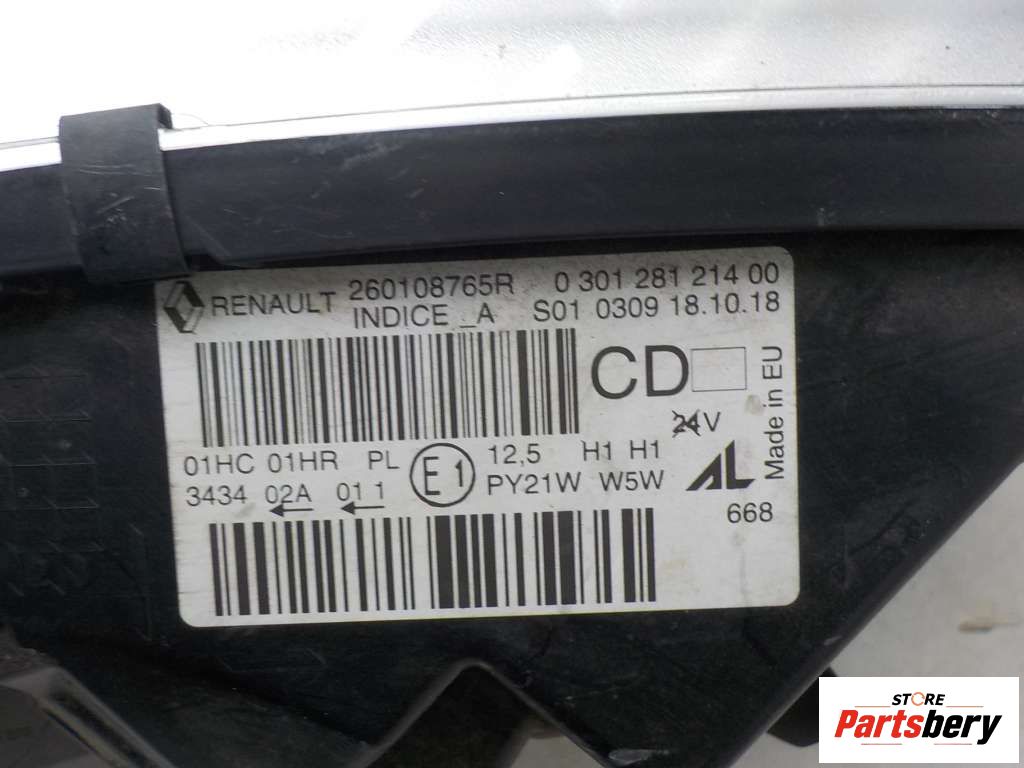 RENAULT 260108765R 0 301 281 214 00
INDICE _A S01 0309 18.10.18
CD
24V
Made in EU
01HC 01HR PL E1 12,5 H1 H1
3434 02A 01 1 PY21W W5W
AL
668
STORE
Partsbery